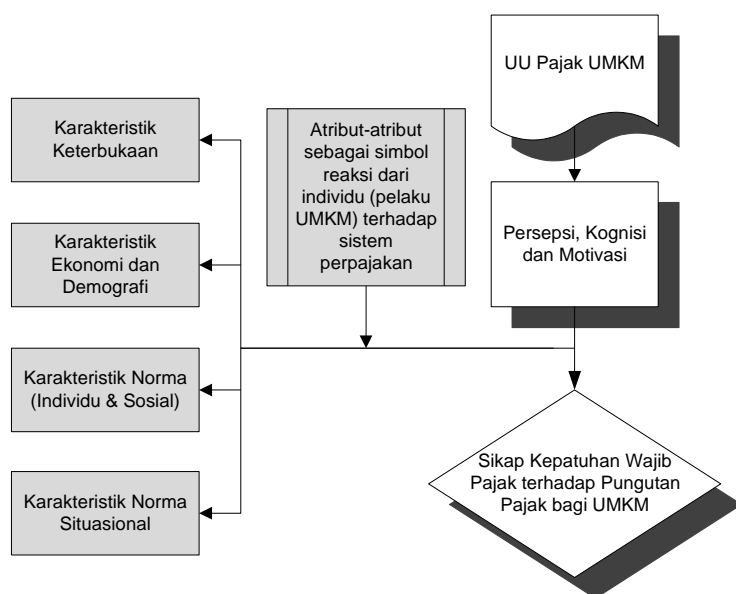 UU Pajak UMKM
Karakteristik
Keterbukaan
Atribut-atribut
sebagai simbol
reaksi dari
individu (pelaku
UMKM) terhadap
sistem
perpajakan
Persepsi, Kognisi
dan Motivasi
Karakteristik
Ekonomi dan
Demografi
Karakteristik Norma
(Individu & Sosial)
Sikap Kepatuhan Wajib
Pajak terhadap Pungutan
Pajak bagi UMKM
Karakteristik Norma
Situasional